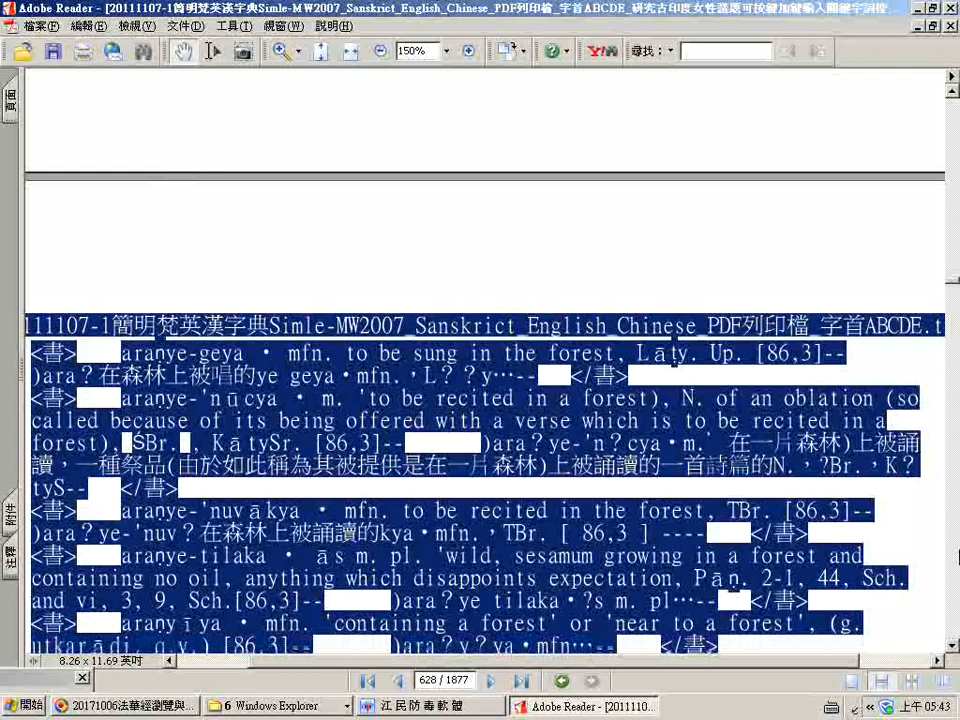 Adobe Reader - [20111107-1簡明梵英漢字典Simle-MW2007_Sanskrict_English_Chinese_PDF列印檔_字首ABCDE_研究古印度女性議題可按鍵加鍵輸入關鍵字詞搜
檔案(F) 編輯(E) 文件(D) 工具(T) 視窗(W) 說明(H)
150% 尋找:
頁面
111107-1簡明梵英漢字典Simle-MW2007_Sanskrict_English_Chinese_PDF列印檔_字首ABCDE.t
<書> araṇye-geya • mfn. to be sung in the forest, Lāṭy. Up. [86,3]--
)ara？在森林上被唱的ye geya•mfn.，L？？y…-- </書>
<書> araṇye-'nūcya • m. 'to be recited in a forest), N. of an oblation (so
called because of its being offered with a verse which is to be recited in a
forest), ŚBr. , KātySr. [86,3]-- )ara？ye-'n？cya•m.' 在一片森林)上被誦
讀，一種祭品(由於如此稱為其被提供是在一片森林)上被誦讀的一首詩篇的N.，?Br.，K？
tyS-- </書>
<書> araṇye-'nuvākya • mfn. to be recited in the forest, TBr. [86,3]--
)ara？ye-'nuv？在森林上被誦讀的kya•mfn.，TBr. [ 86,3 ] ---- </書>
<書> araṇye-tilaka • ās m. pl. 'wild, sesamum growing in a forest and
containing no oil, anything which disappoints expectation, Pāṇ. 2-1, 44, Sch.
and vi, 3, 9, Sch.[86,3]-- )ara？ye tilaka•?s m. pl…-- </書>
<書> araṇyīya • mfn. 'containing a forest' or 'near to a forest', (g.
utkarādi, q.v.) [86,3]-- )ara？y？ya•mfn…-- </書>
附件
註釋
8.26 x 11.69 英吋
628 / 1877
開始 20171006法華經瀏覽與... 6 Windows Explorer 江民防毒軟體 Adobe Reader - [2011110... 上午 05:43